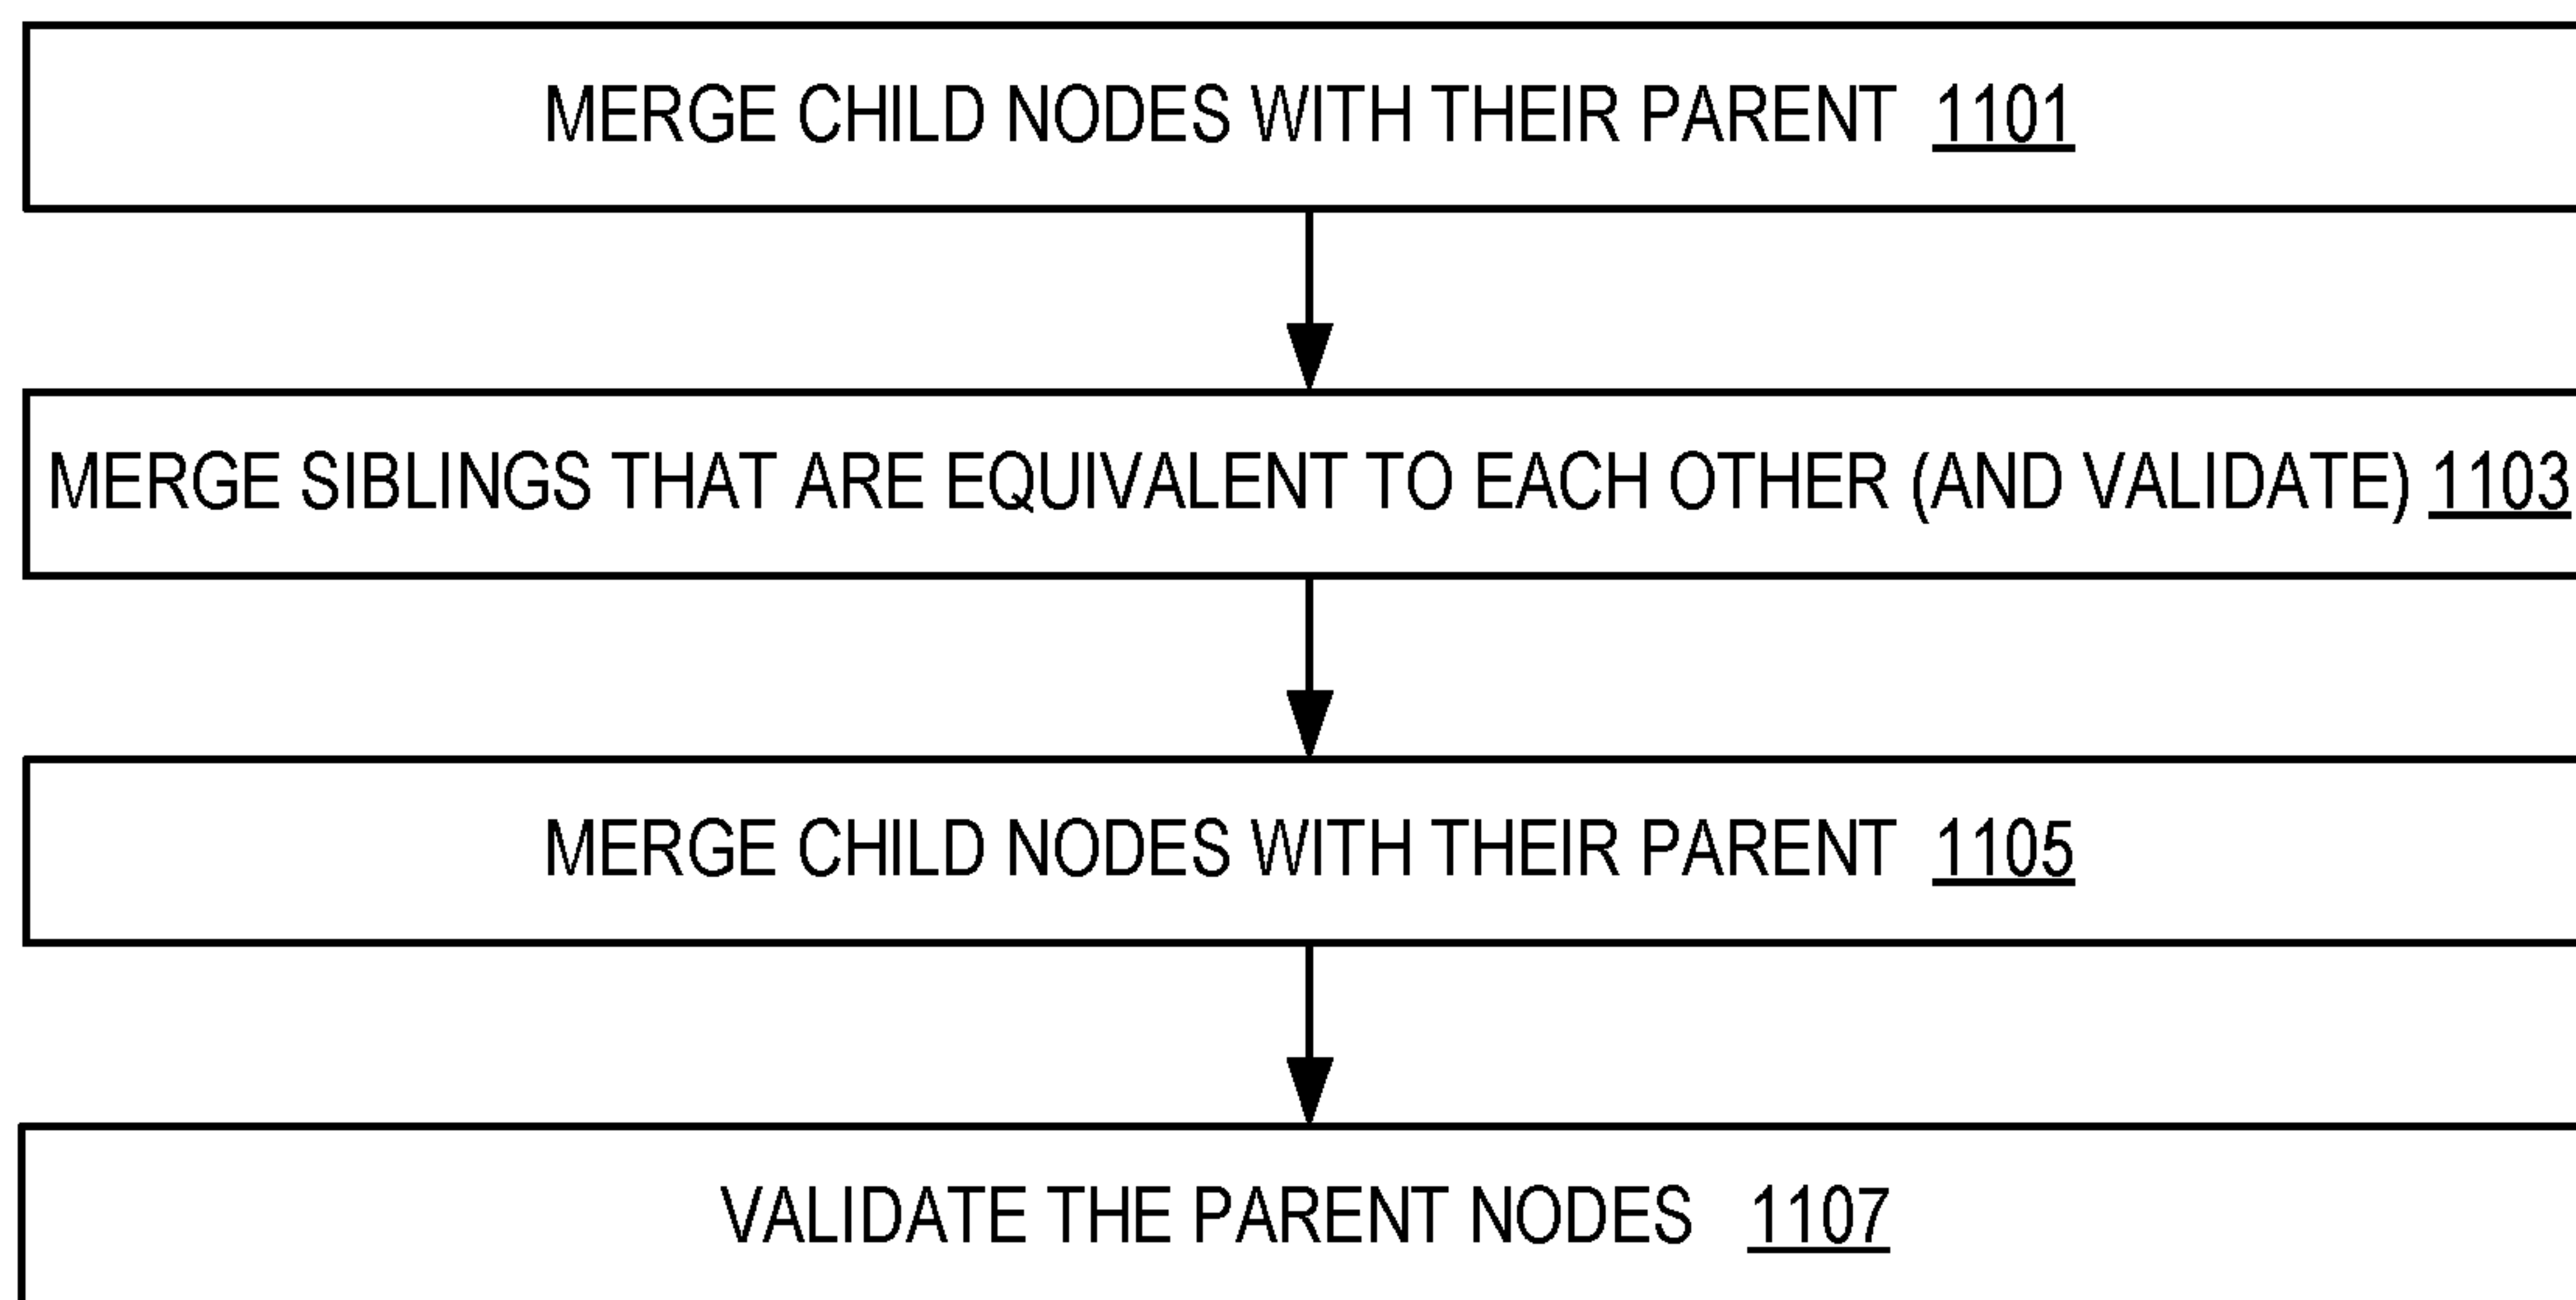 MERGE CHILD NODES WITH THEIR PARENT 1101
MERGE SIBLINGS THAT ARE EQUIVALENT TO EACH OTHER (AND VALIDATE) 1103
MERGE CHILD NODES WITH THEIR PARENT 1105
VALIDATE THE PARENT NODES 1107